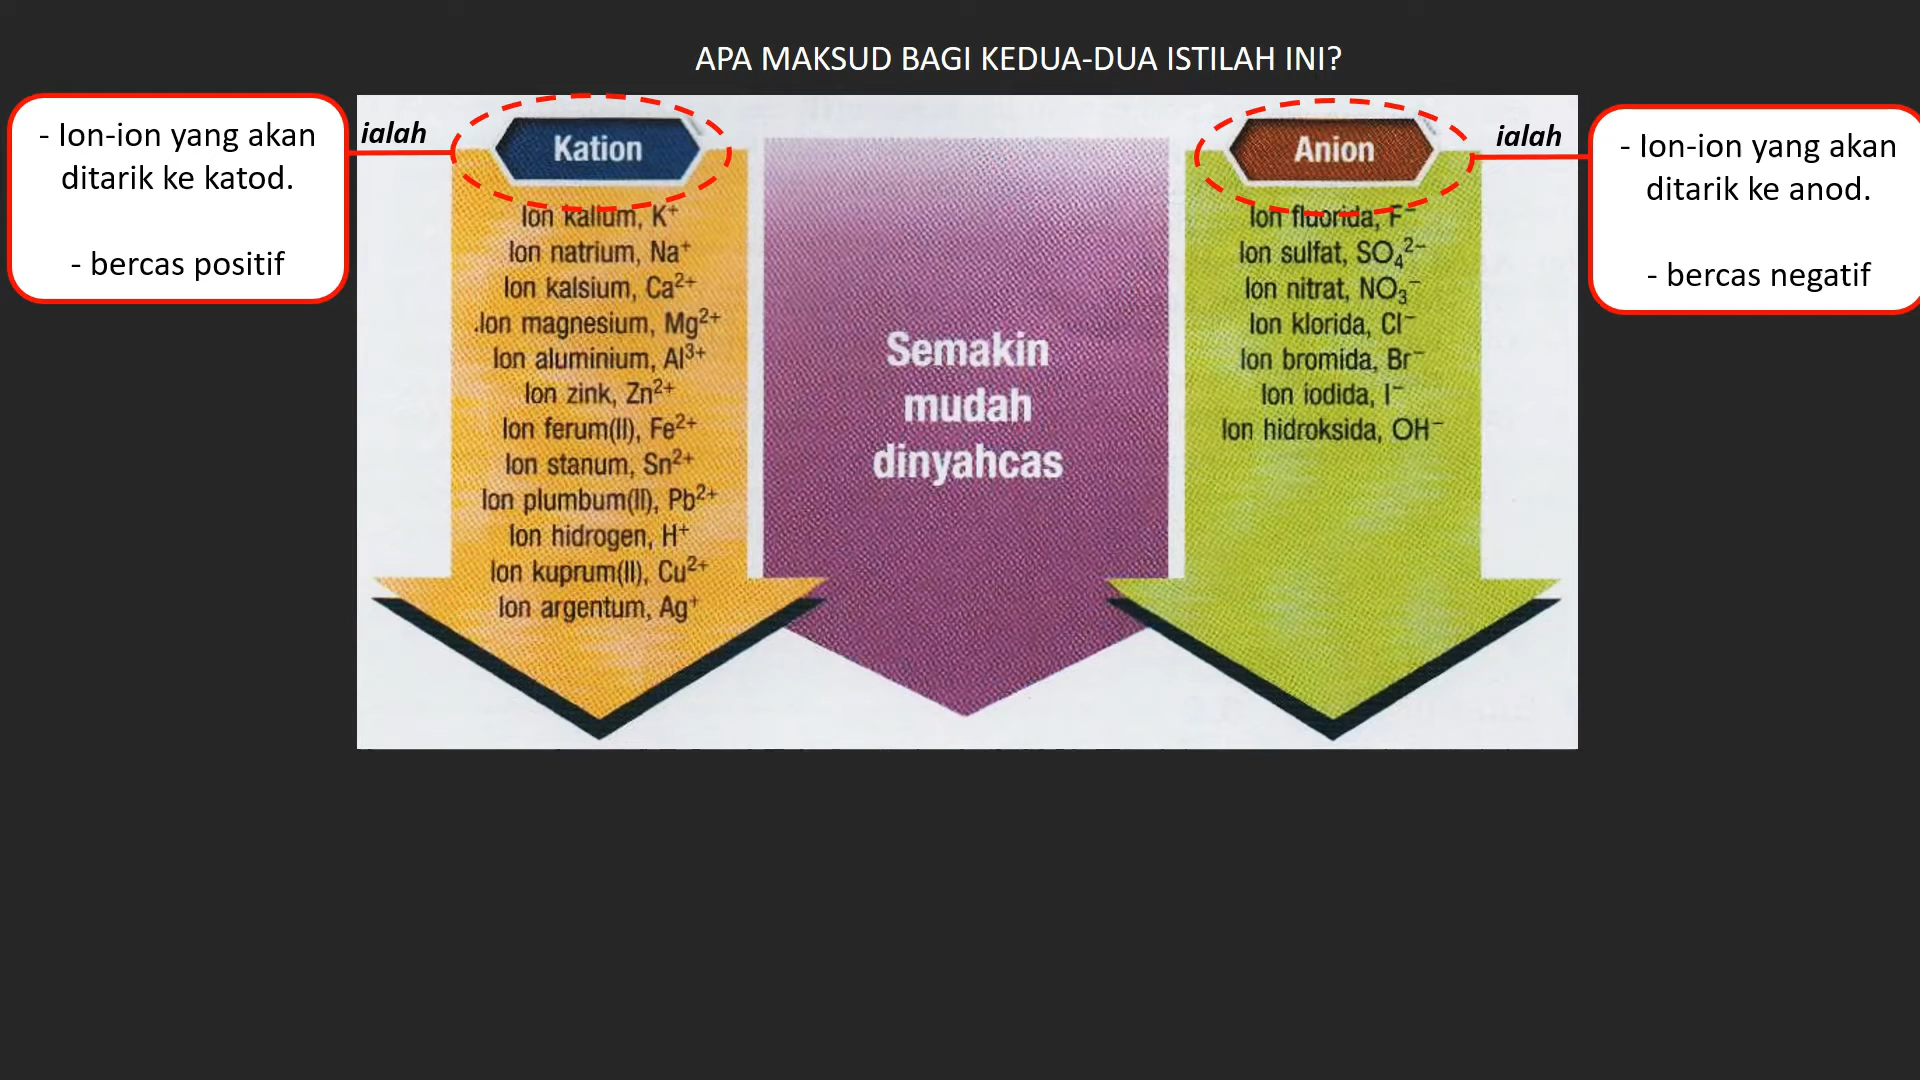 APA MAKSUD BAGI KEDUA-DUA ISTILAH INI?
- Ion-ion yang akan
ditarik ke katod.
- bercas positif
ialah
Kation
Ion kalium, K⁺
Ion natrium, Na⁺
Ion kalsium, Ca²⁺
Ion magnesium, Mg²⁺
Ion aluminium, Al³⁺
Ion zink, Zn²⁺
Ion ferum(II), Fe²⁺
Ion stanum, Sn²⁺
Ion plumbum(II), Pb²⁺
Ion hidrogen, H⁺
Ion kuprum(II), Cu²⁺
Ion argentum, Ag⁺
Semakin
mudah
dinyahcas
Anion
Ion fluorida, F⁻
Ion sulfat, SO₄²⁻
Ion nitrat, NO₃⁻
Ion klorida, Cl⁻
Ion bromida, Br⁻
Ion iodida, I⁻
Ion hidroksida, OH⁻
ialah
- Ion-ion yang akan
ditarik ke anod.
- bercas negatif